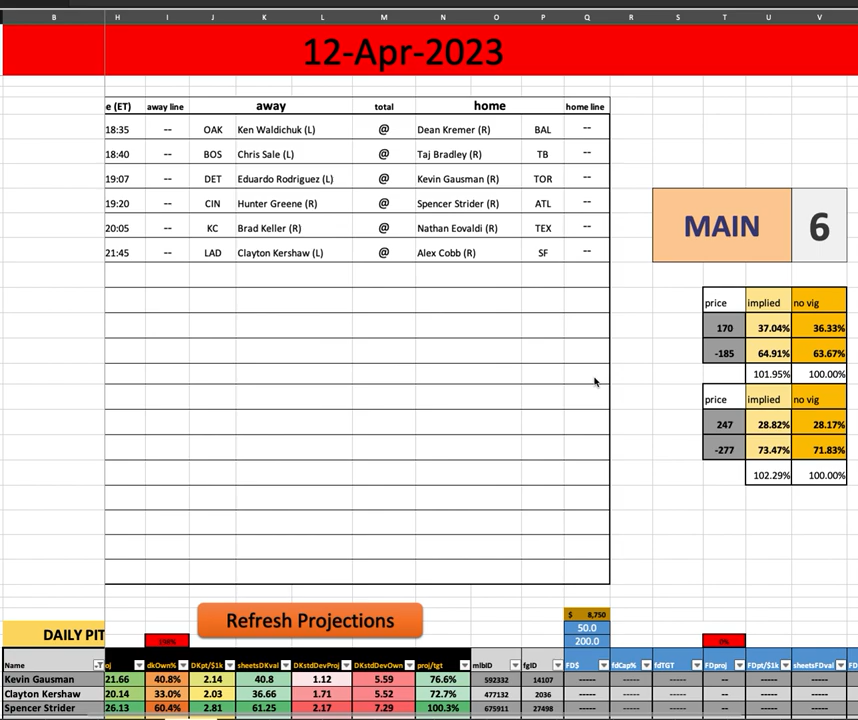 B H I J K L M N O P Q R S T U V
12-Apr-2023
e (ET) away line away total home home line
18:35 -- OAK Ken Waldichuk (L) @ Dean Kremer (R) BAL --
18:40 -- BOS Chris Sale (L) @ Taj Bradley (R) TB --
19:07 -- DET Eduardo Rodriguez (L) @ Kevin Gausman (R) TOR --
19:20 -- CIN Hunter Greene (R) @ Spencer Strider (R) ATL --
20:05 -- KC Brad Keller (R) @ Nathan Eovaldi (R) TEX --
21:45 -- LAD Clayton Kershaw (L) @ Alex Cobb (R) SF --
MAIN 6
price implied no vig
170 37.04% 36.33%
-185 64.91% 63.67%
101.95% 100.00%
price implied no vig
247 28.82% 28.17%
-277 73.47% 71.83%
102.29% 100.00%
Refresh Projections
$ 8,750
50.0
DAILY PIT
200.0
0%
Name oj dkOwn% DKpt/$1k sheetsDKval DKstdDevProj DKstdDevOwn proj/tgt mlbID fgID FD$ fdCap% fdTGT FDproj FDpt/$1k sheetsFDval FD
Kevin Gausman 21.66 40.8% 2.14 40.8 1.12 5.59 76.6% 592332 14107 ----- ----- ----- ----- ----- -----
Clayton Kershaw 20.14 33.0% 2.03 36.66 1.71 5.52 72.7% 477132 2036 ----- ----- ----- ----- ----- -----
Spencer Strider 26.13 60.4% 2.81 61.25 2.17 7.29 100.3% 675911 27498 ----- ----- ----- ----- ----- -----